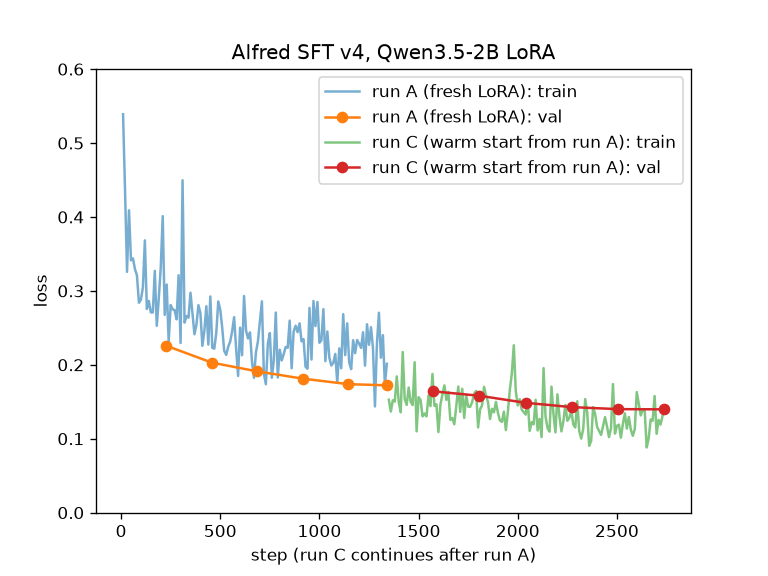 Alfred SFT v4, Qwen3.5-2B LoRA
run A (fresh LoRA): train
run A (fresh LoRA): val
run C (warm start from run A): train
run C (warm start from run A): val
loss
0.6
0.5
0.4
0.3
0.2
0.1
0.0
0 500 1000 1500 2000 2500
step (run C continues after run A)